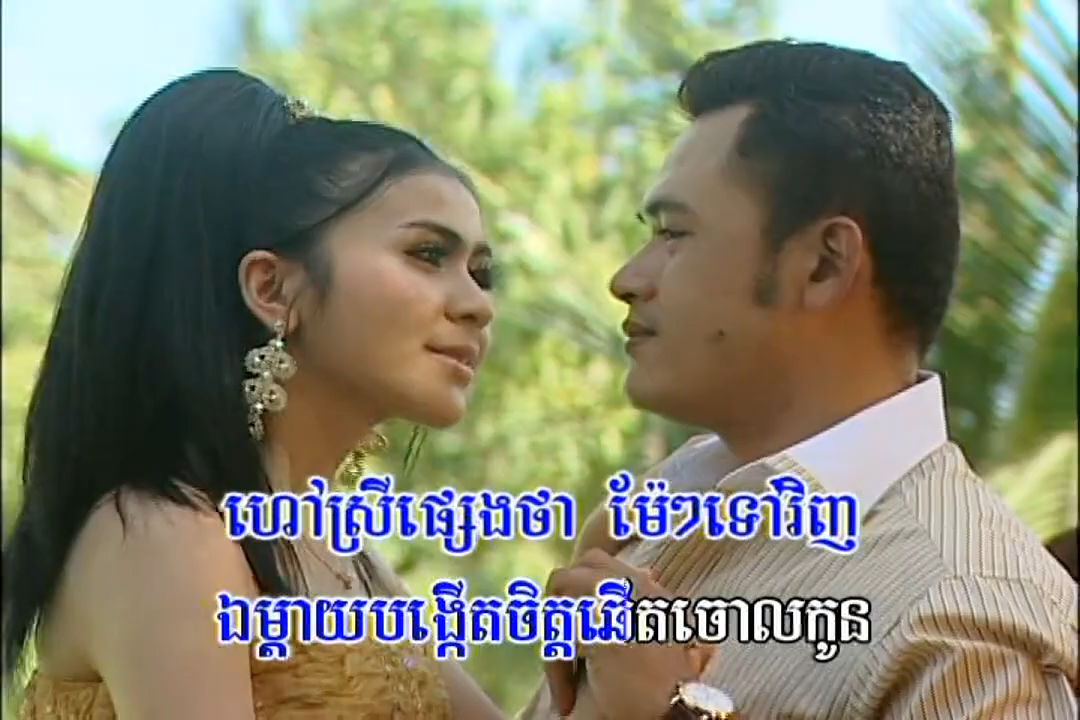 ហៅស្រីផ្សេងថា ម៉ែៗទៅវិញ
ឯម្ដាយបង្កើតចិត្តឆើតចោលកូន